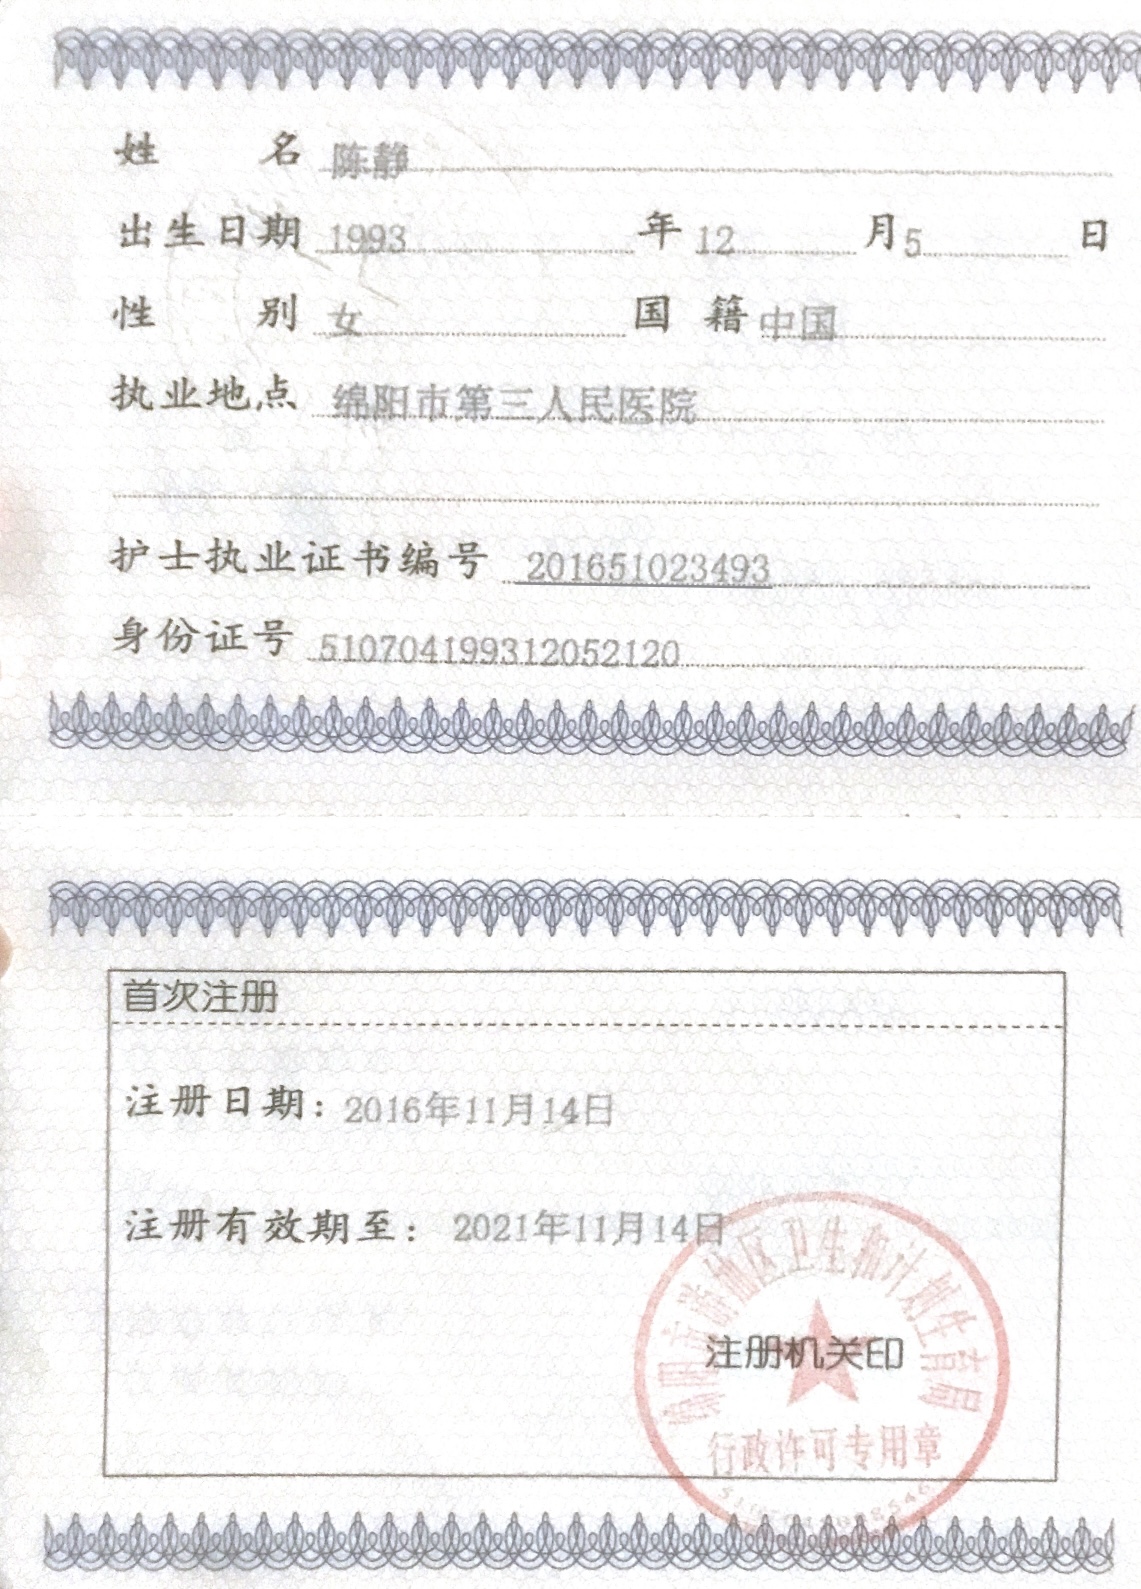 姓名 陈静
出生日期 1993 年 12 月 5 日
性别 女 国籍 中国
执业地点 绵阳市第三人民医院
护士执业证书编号 201651023493
身份证号 510704199312052120
首次注册
注册日期: 2016年11月14日
注册有效期至: 2021年11月14日
绵阳市游仙区卫生和计划生育局
注册机关印
行政许可专用章